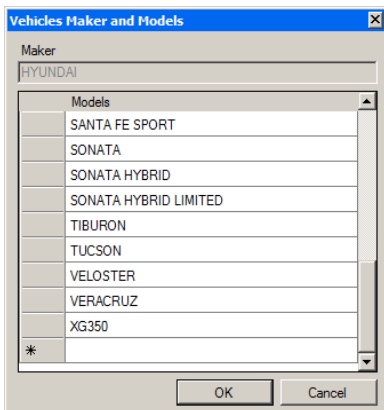 Vehicles Maker and Models
Maker
HYUNDAI
Models
SANTA FE SPORT
SONATA
SONATA HYBRID
SONATA HYBRID LIMITED
TIBURON
TUCSON
VELOSTER
VERACRUZ
XG350
*
OK Cancel